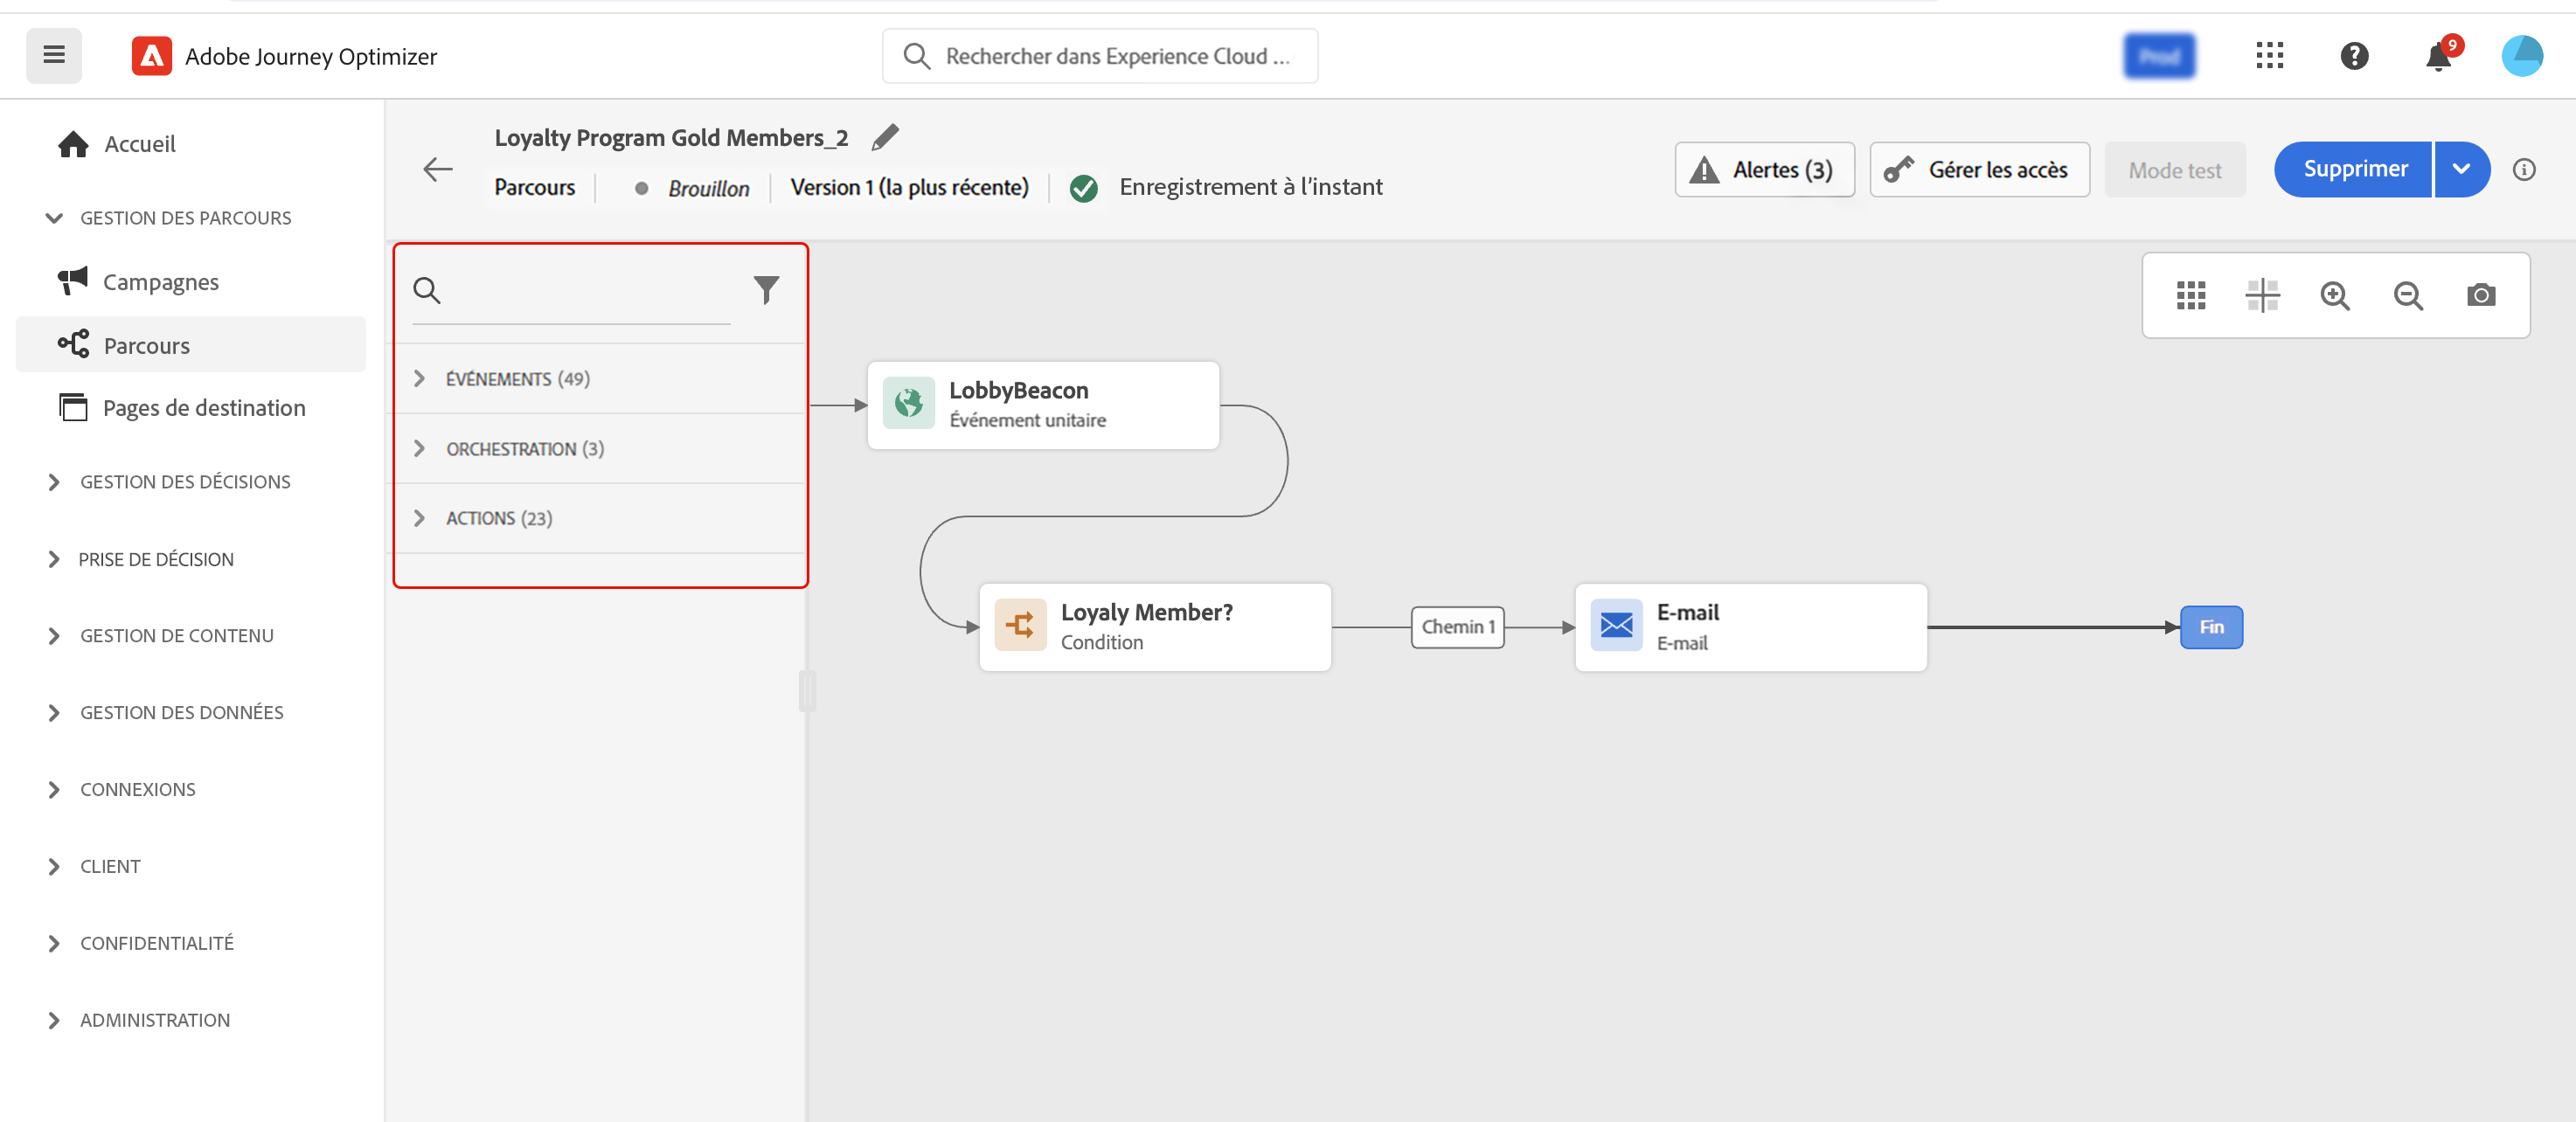 Adobe Journey Optimizer
Rechercher dans Experience Cloud ...
Prod
9
Accueil
GESTION DES PARCOURS
Campagnes
Parcours
Pages de destination
GESTION DES DÉCISIONS
PRISE DE DÉCISION
GESTION DE CONTENU
GESTION DES DONNÉES
CONNEXIONS
CLIENT
CONFIDENTIALITÉ
ADMINISTRATION
Loyalty Program Gold Members_2
Parcours
Brouillon
Version 1 (la plus récente)
Enregistrement à l’instant
Alertes (3)
Gérer les accès
Mode test
Supprimer
ÉVÉNEMENTS (49)
ORCHESTRATION (3)
ACTIONS (23)
LobbyBeacon
Événement unitaire
Loyaly Member?
Condition
Chemin 1
E-mail
E-mail
Fin